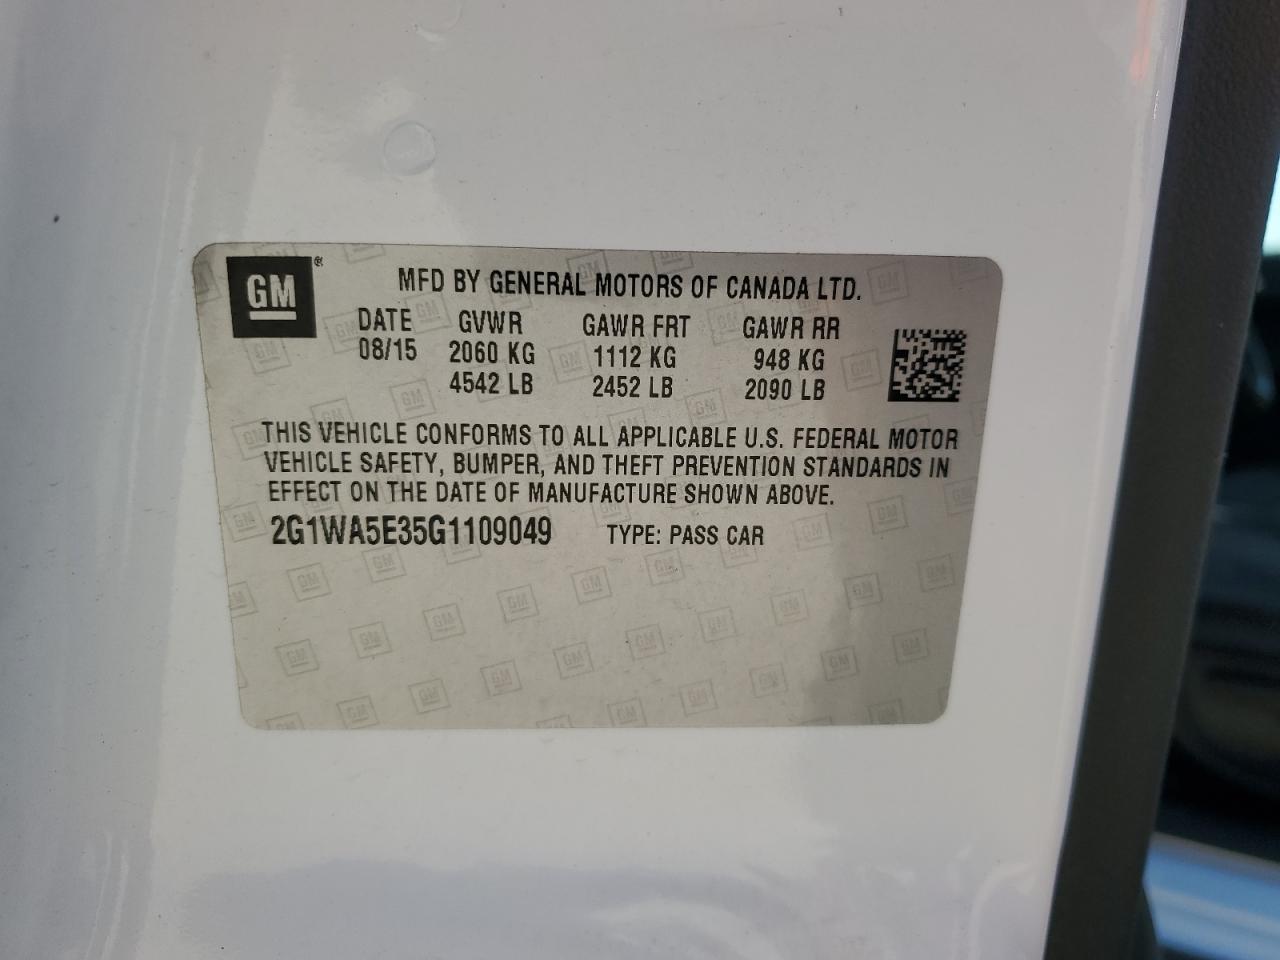 GM®
MFD BY GENERAL MOTORS OF CANADA LTD.
DATE GVWR GAWR FRT GAWR RR
08/15 2060 KG 1112 KG 948 KG
4542 LB 2452 LB 2090 LB
THIS VEHICLE CONFORMS TO ALL APPLICABLE U.S. FEDERAL MOTOR
VEHICLE SAFETY, BUMPER, AND THEFT PREVENTION STANDARDS IN
EFFECT ON THE DATE OF MANUFACTURE SHOWN ABOVE.
2G1WA5E35G1109049 TYPE: PASS CAR